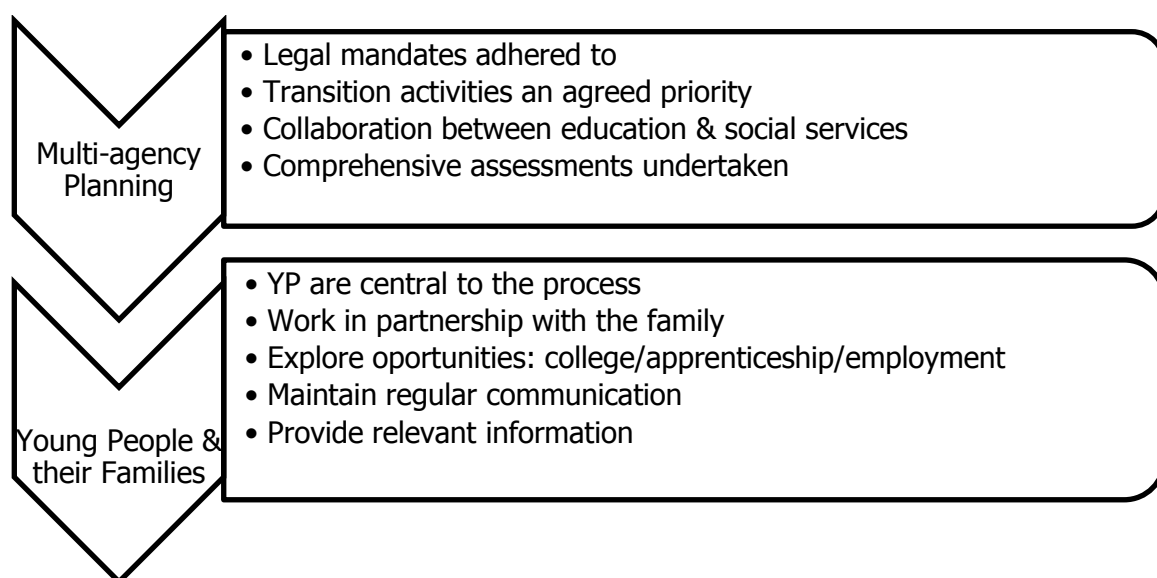 Multi-agency
Planning
• Legal mandates adhered to
• Transition activities an agreed priority
• Collaboration between education & social services
• Comprehensive assessments undertaken
Young People &
their Families
• YP are central to the process
• Work in partnership with the family
• Explore oportunities: college/apprenticeship/employment
• Maintain regular communication
• Provide relevant information